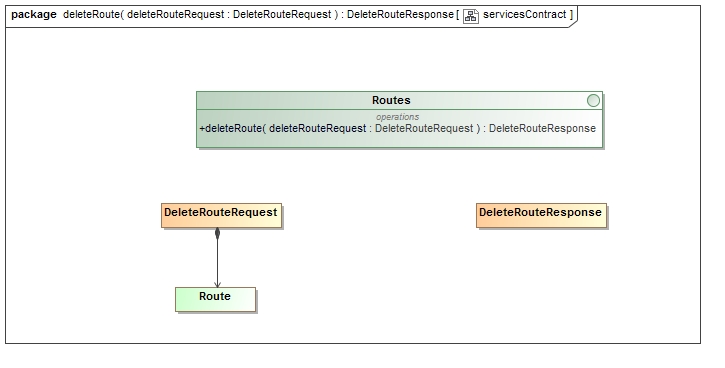 package deleteRoute( deleteRouteRequest : DeleteRouteRequest ) : DeleteRouteResponse [ servicesContract ]
Routes
operations
+deleteRoute( deleteRouteRequest : DeleteRouteRequest ) : DeleteRouteResponse
DeleteRouteRequest
DeleteRouteResponse
Route